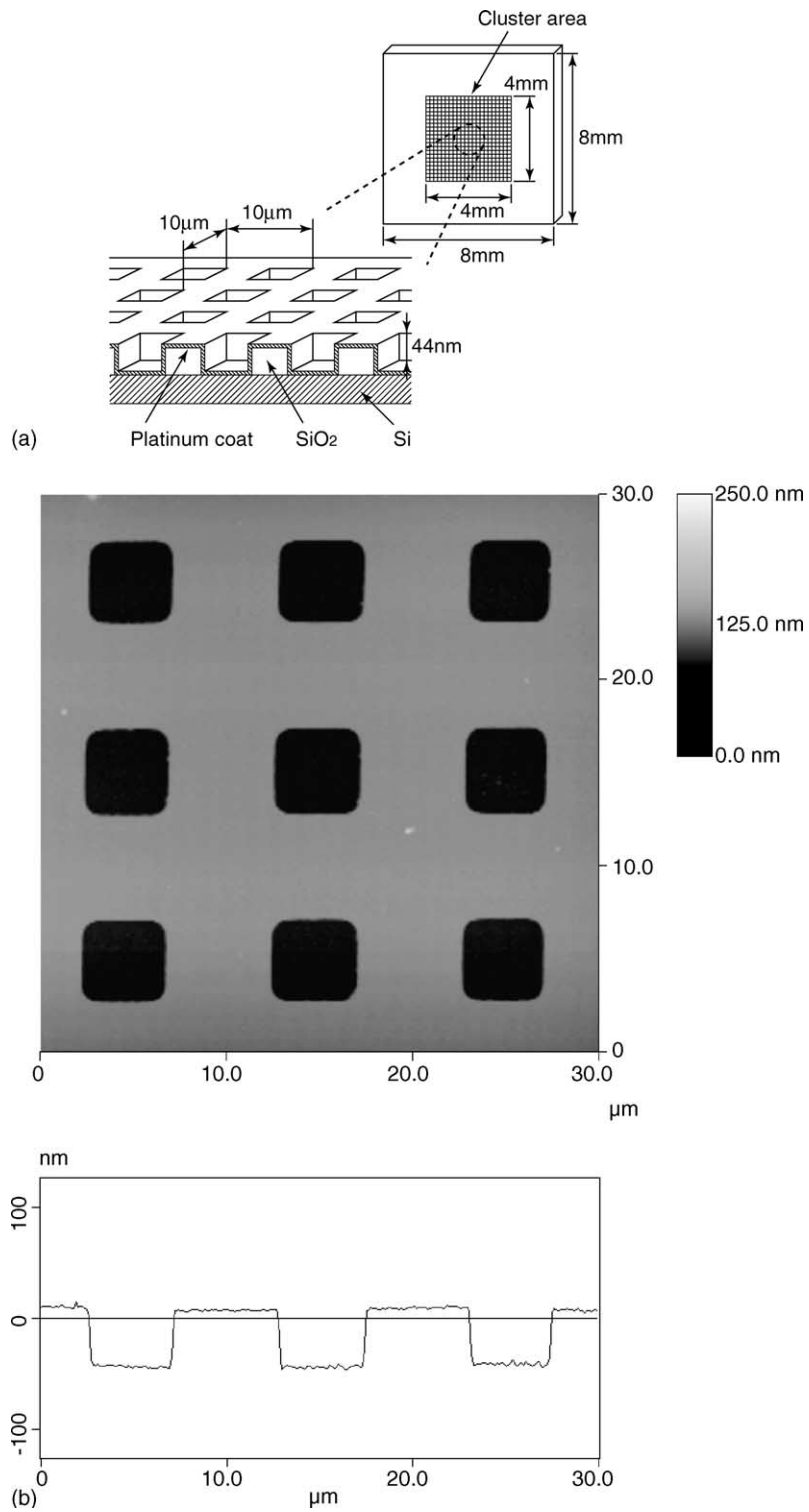 Cluster area
4mm
8mm
4mm
8mm
10μm 10μm
44nm
Platinum coat SiO2 Si
(a)
30.0
20.0
10.0
0
250.0 nm
125.0 nm
0.0 nm
0 10.0 20.0 30.0
μm
nm
100
0
-100
0 10.0 20.0 30.0
μm
(b)